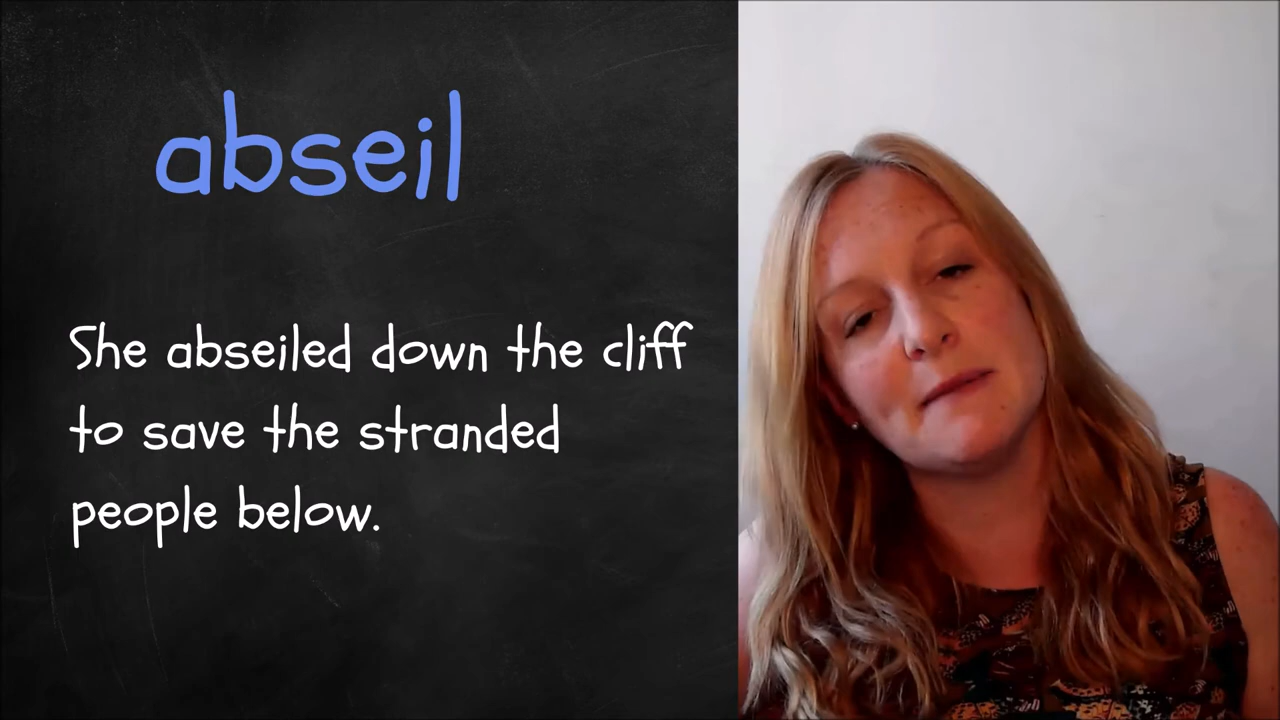 abseil
She abseiled down the cliff
to save the stranded
people below.